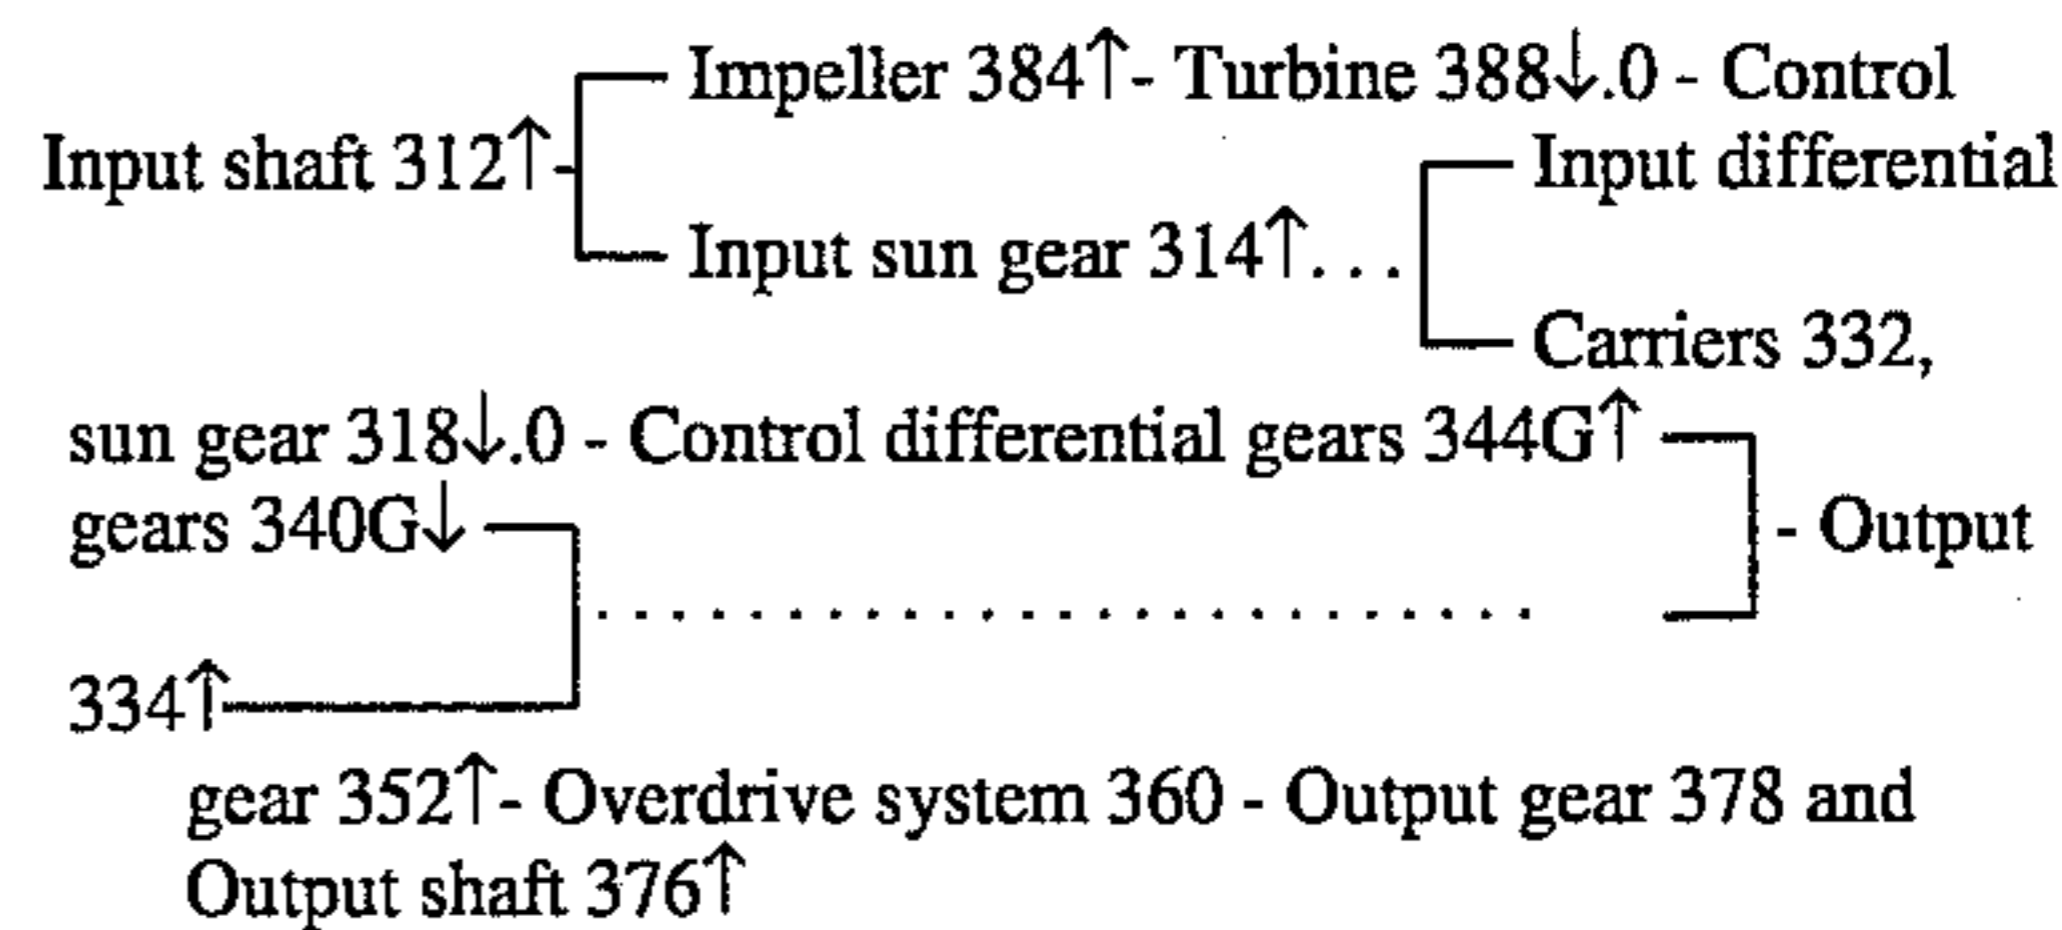 Impeller 384↑- Turbine 388↓.0 - Control
Input shaft 312↑-
Input differential
Input sun gear 314↑. . .
Carriers 332,
sun gear 318↓.0 - Control differential gears 344G↑
gears 340G↓
- Output
. . . . . . . . . . . . . . . . . . . . . . . . .
334↑
gear 352↑- Overdrive system 360 - Output gear 378 and
Output shaft 376↑